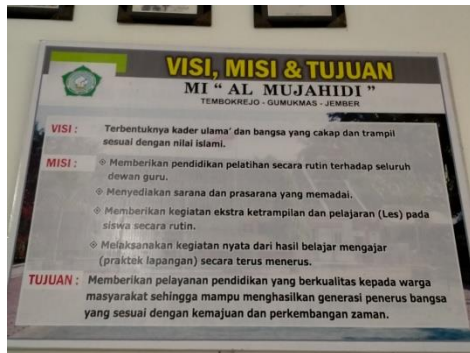 VISI, MISI & TUJUAN
MI " AL MUJAHIDI "
TEMBOKREJO - GUMUKMAS - JEMBER
VISI : Terbentuknya kader ulama' dan bangsa yang cakap dan trampil
sesuai dengan nilai islami.
MISI : Memberikan pendidikan pelatihan secara rutin terhadap seluruh
dewan guru.
Menyediakan sarana dan prasarana yang memadai.
Memberikan kegiatan ekstra ketrampilan dan pelajaran (Les) pada
siswa secara rutin.
Melaksanakan kegiatan nyata dari hasil belajar mengajar
(praktek lapangan) secara terus menerus.
TUJUAN : Memberikan pelayanan pendidikan yang berkualitas kepada warga
masyarakat sehingga mampu menghasilkan generasi penerus bangsa
yang sesuai dengan kemajuan dan perkembangan zaman.